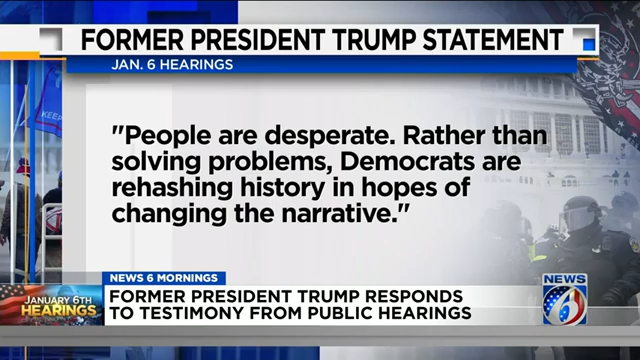 FORMER PRESIDENT TRUMP STATEMENT
JAN. 6 HEARINGS
"People are desperate. Rather than
solving problems, Democrats are
rehashing history in hopes of
changing the narrative."
NEWS 6 MORNINGS
JANUARY 6TH
HEARINGS
FORMER PRESIDENT TRUMP RESPONDS
TO TESTIMONY FROM PUBLIC HEARINGS
NEWS
6